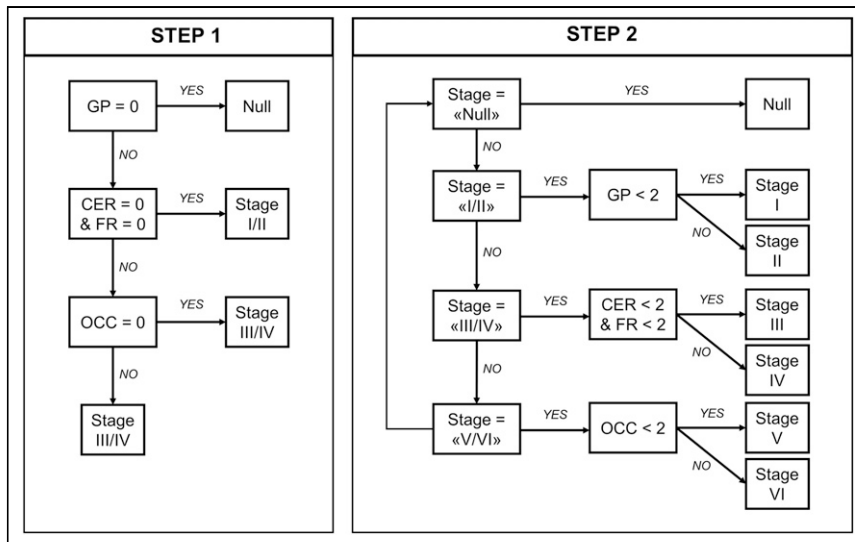 STEP 1
GP = 0
YES
Null
NO
CER = 0
& FR = 0
YES
Stage
I/II
NO
OCC = 0
YES
Stage
III/IV
NO
Stage
III/IV
STEP 2
Stage =
«Null»
YES
Null
NO
Stage =
«I/II»
YES
GP < 2
YES
Stage
I
NO
Stage
II
NO
Stage =
«III/IV»
YES
CER < 2
& FR < 2
YES
Stage
III
NO
Stage
IV
NO
Stage =
«V/VI»
YES
OCC < 2
YES
Stage
V
NO
Stage
VI